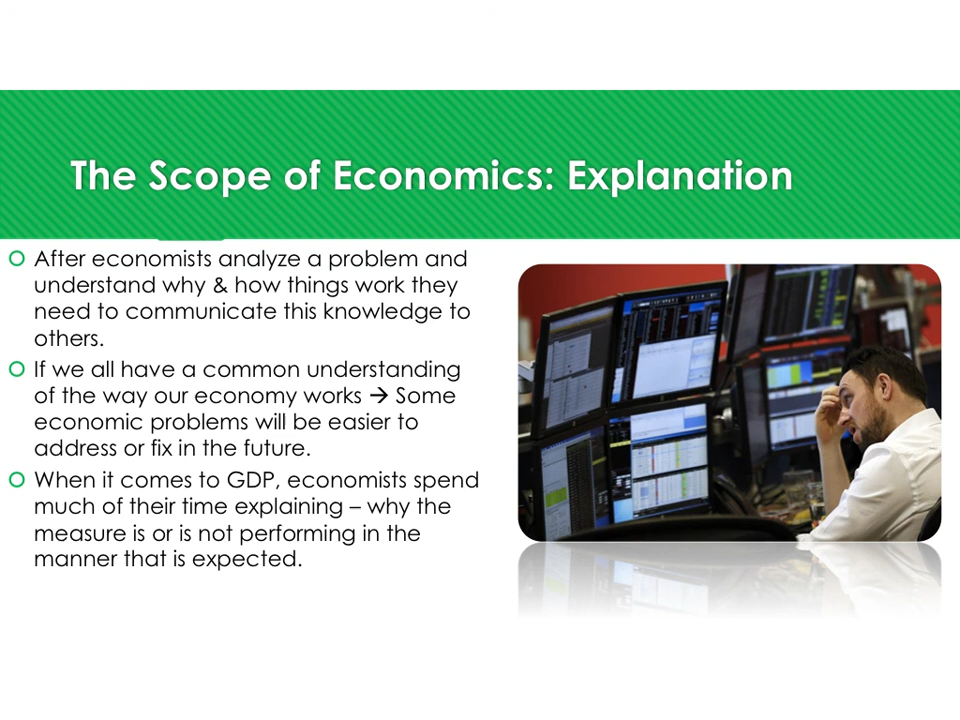 The Scope of Economics: Explanation
After economists analyze a problem and
understand why & how things work they
need to communicate this knowledge to
others.
If we all have a common understanding
of the way our economy works → Some
economic problems will be easier to
address or fix in the future.
When it comes to GDP, economists spend
much of their time explaining – why the
measure is or is not performing in the
manner that is expected.